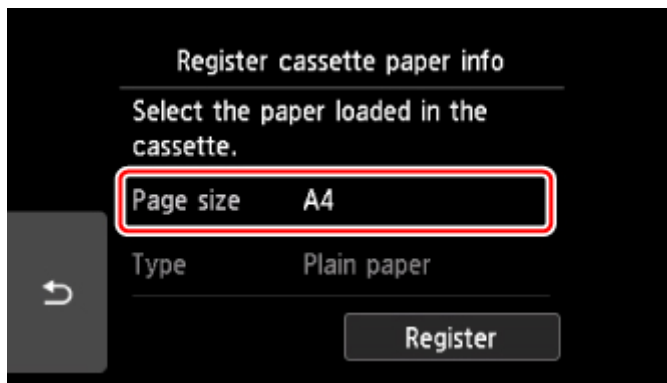 Register cassette paper info
Select the paper loaded in the
cassette.
Page size A4
Type Plain paper
Register